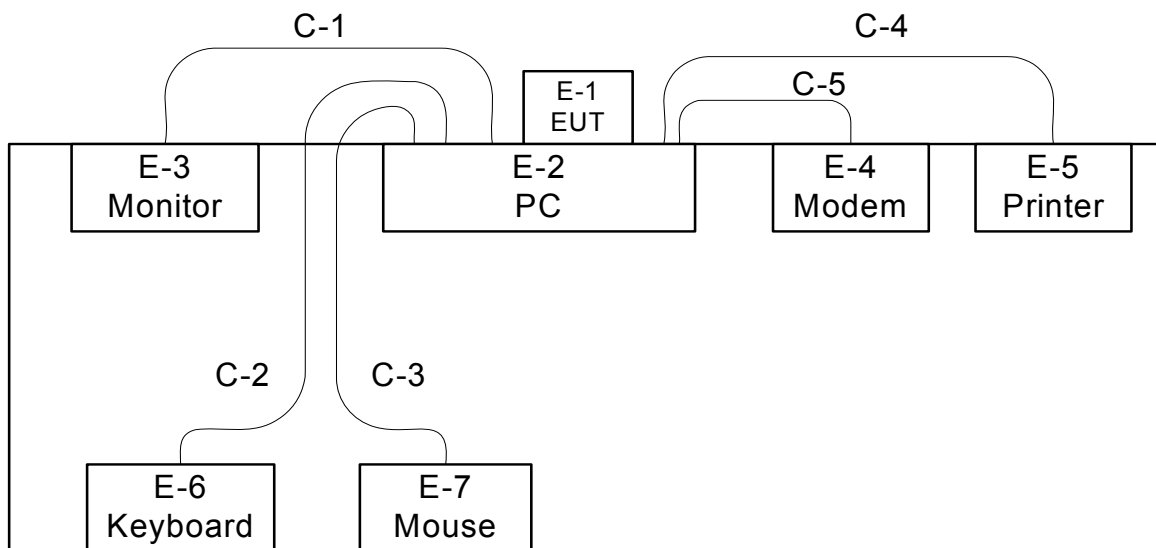 C-1
C-4
C-5
E-1
EUT
E-3
Monitor
E-2
PC
E-4
Modem
E-5
Printer
C-2
C-3
E-6
Keyboard
E-7
Mouse